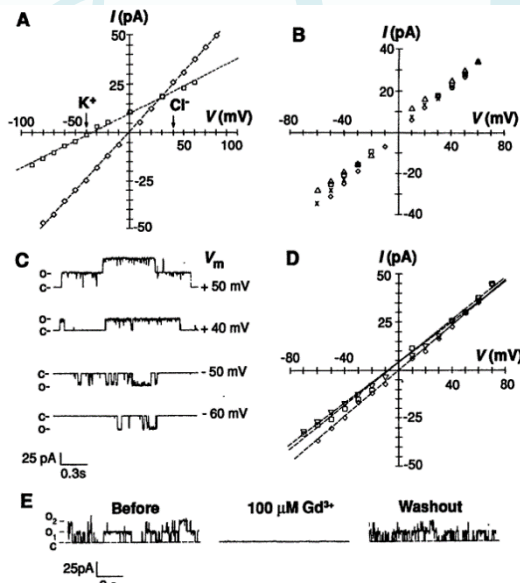 A
I (pA)
50
25
K⁺
Cl⁻
V (mV)
-100
-50
50
100
-25
-50
B
I (pA)
40
20
V (mV)
-80
-40
40
80
-20
-40
C
Vm
o-
c-
+ 50 mV
o-
c-
+ 40 mV
c-
o-
- 50 mV
c-
o-
- 60 mV
25 pA
0.3s
D
I (pA)
50
25
V (mV)
-80
-40
40
80
-25
-50
E
Before
100 μM Gd³⁺
Washout
O₂
O₁
c
25pA